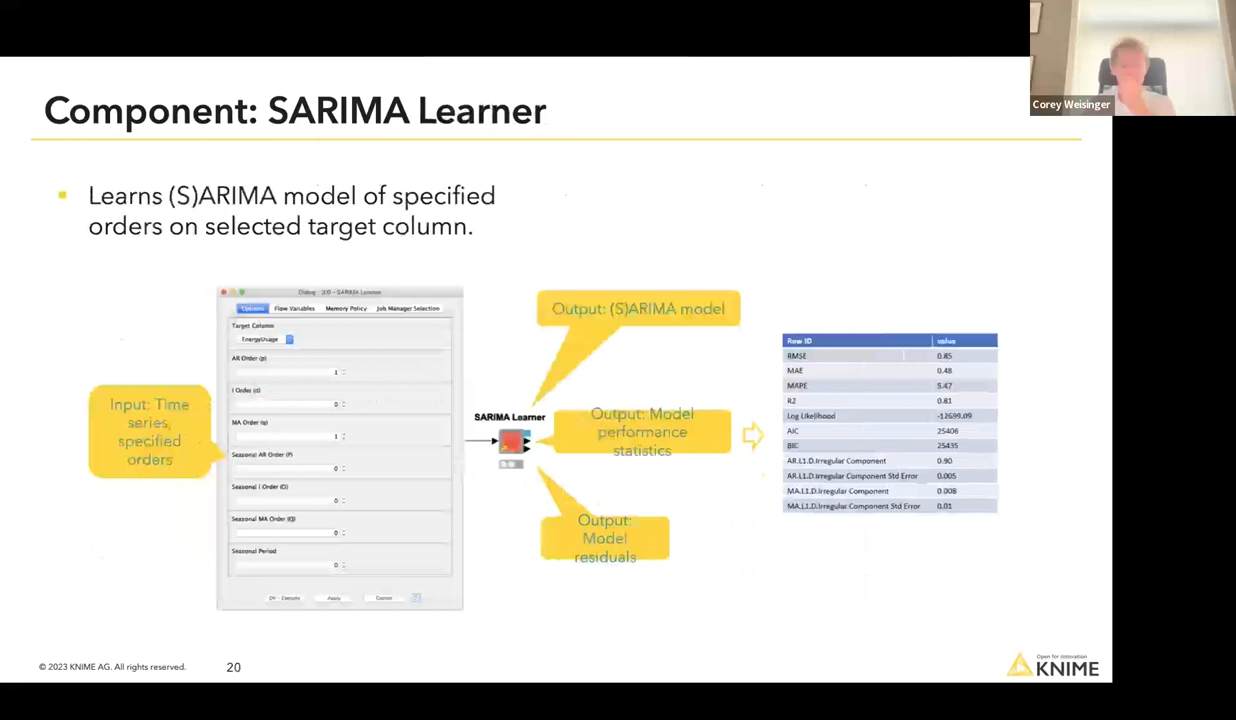 Corey Weisinger
Component: SARIMA Learner
Learns (S)ARIMA model of specified
orders on selected target column.
Input: Time
series,
specified
orders
Dialog - SARIMA Learner
Options Flow Variables Memory Policy Job Manager Selection
Target Column
EnergyUsage
AR Order (p)
1
I Order (d)
0
MA Order (q)
1
Seasonal AR Order (P)
0
Seasonal I Order (D)
0
Seasonal MA Order (Q)
0
Seasonal Period
0
OK - Execute Apply Cancel
SARIMA Learner
Output: (S)ARIMA model
Output: Model
performance
statistics
Output:
Model
residuals
Row ID value
RMSE 0.85
MAE 0.48
MAPE 5.47
R2 0.81
Log Likelihood -12699.09
AIC 25406
BIC 25435
AR.L1.D.Irregular Component 0.90
AR.L1.D.Irregular Component Std Error 0.005
MA.L1.D.Irregular Component 0.008
MA.L1.D.Irregular Component Std Error 0.01
© 2023 KNIME AG. All rights reserved.
20
Open for Innovation
KNIME